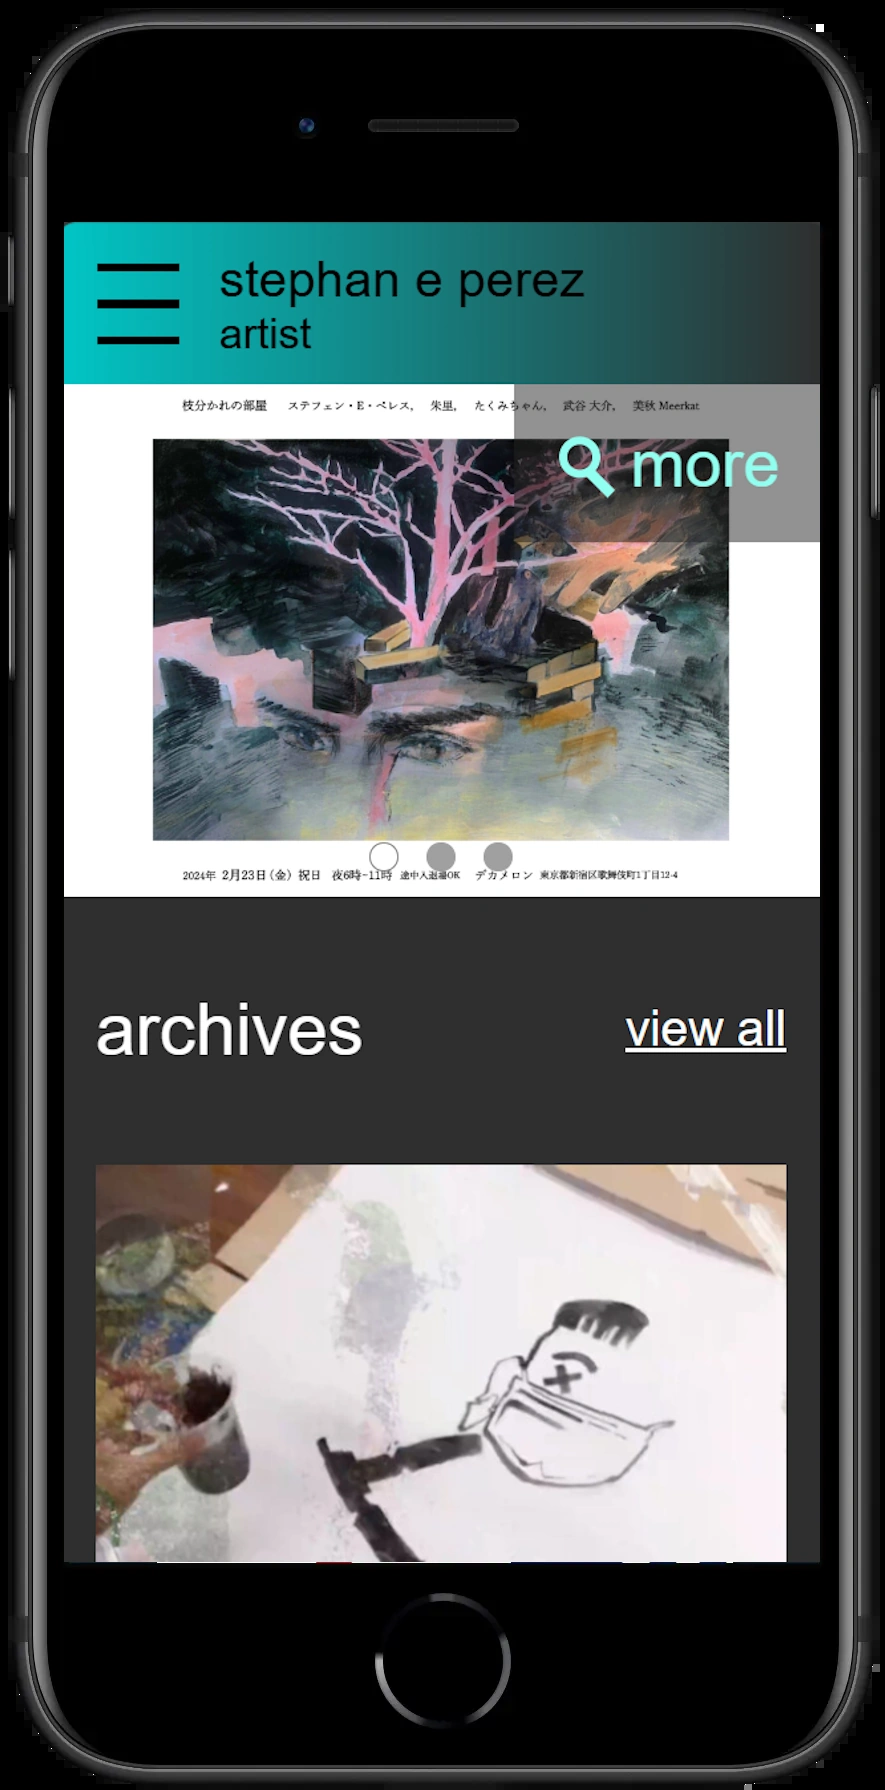 stephan e perez
artist
枝分かれの部屋 ステフェン・E・ペレス, 朱里, たくみちゃん, 武谷 大介, 美秋 Meerkat
more
2024年 2月23日(金) 祝日 夜6時~11時 途中入退場OK デカメロン 東京都新宿区歌舞伎町1丁目12-4
archives
view all